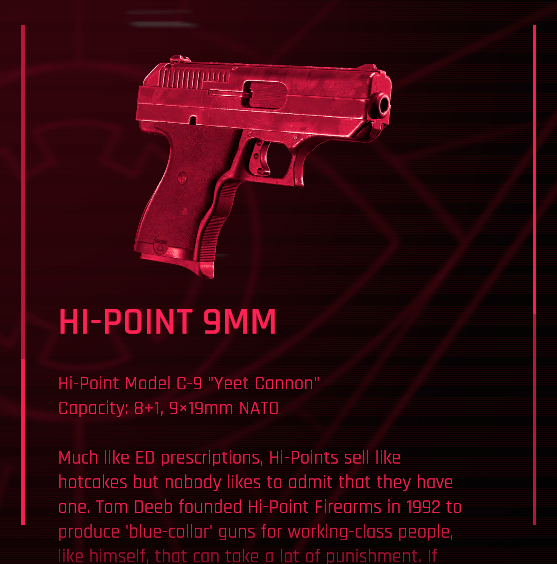 HI-POINT 9MM
Hi-Point Model C-9 "Yeet Cannon"
Capacity: 8+1, 9×19mm NATO
Much like ED prescriptions, Hi-Points sell like
hotcakes but nobody likes to admit that they have
one. Tom Deeb founded Hi-Point Firearms in 1992 to
produce 'blue-collar' guns for working-class people,
like himself, that can take a lot of punishment. If